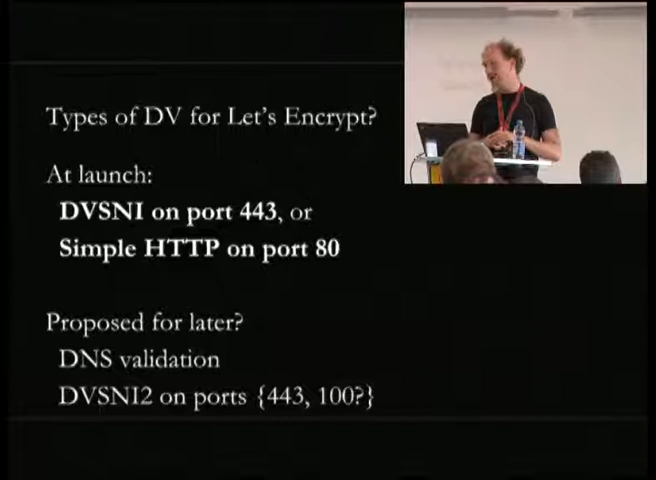 Types of DV for Let's Encrypt?
At launch:
DVSNI on port 443, or
Simple HTTP on port 80
Proposed for later?
DNS validation
DVSNI2 on ports {443, 100?}